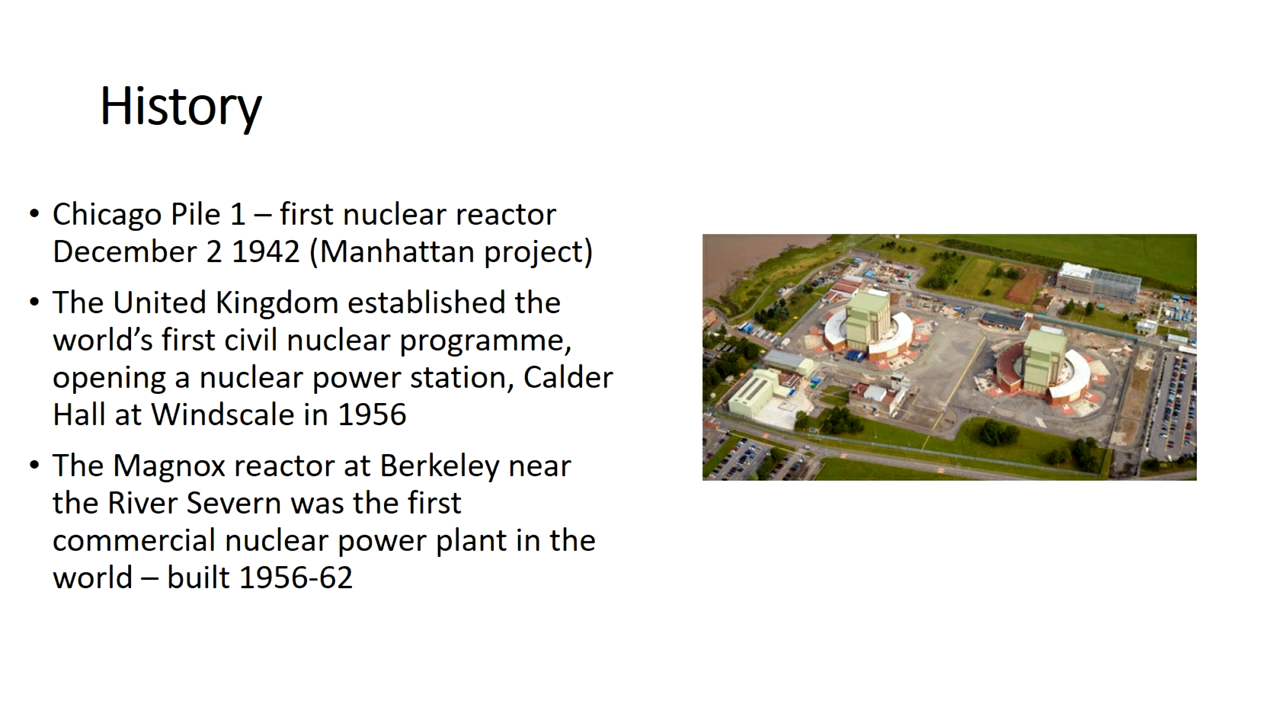 History
• Chicago Pile 1 – first nuclear reactor
December 2 1942 (Manhattan project)
• The United Kingdom established the
world’s first civil nuclear programme,
opening a nuclear power station, Calder
Hall at Windscale in 1956
• The Magnox reactor at Berkeley near
the River Severn was the first
commercial nuclear power plant in the
world – built 1956-62